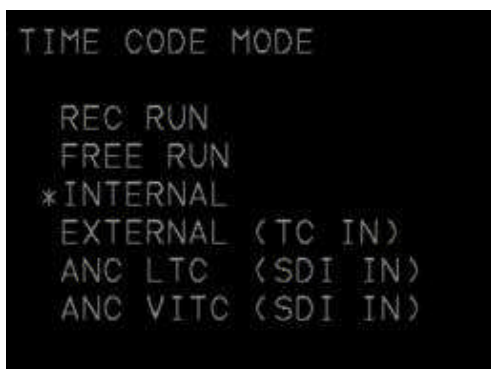 TIME CODE MODE
REC RUN
FREE RUN
*INTERNAL
EXTERNAL (TC IN)
ANC LTC (SDI IN)
ANC VITC (SDI IN)